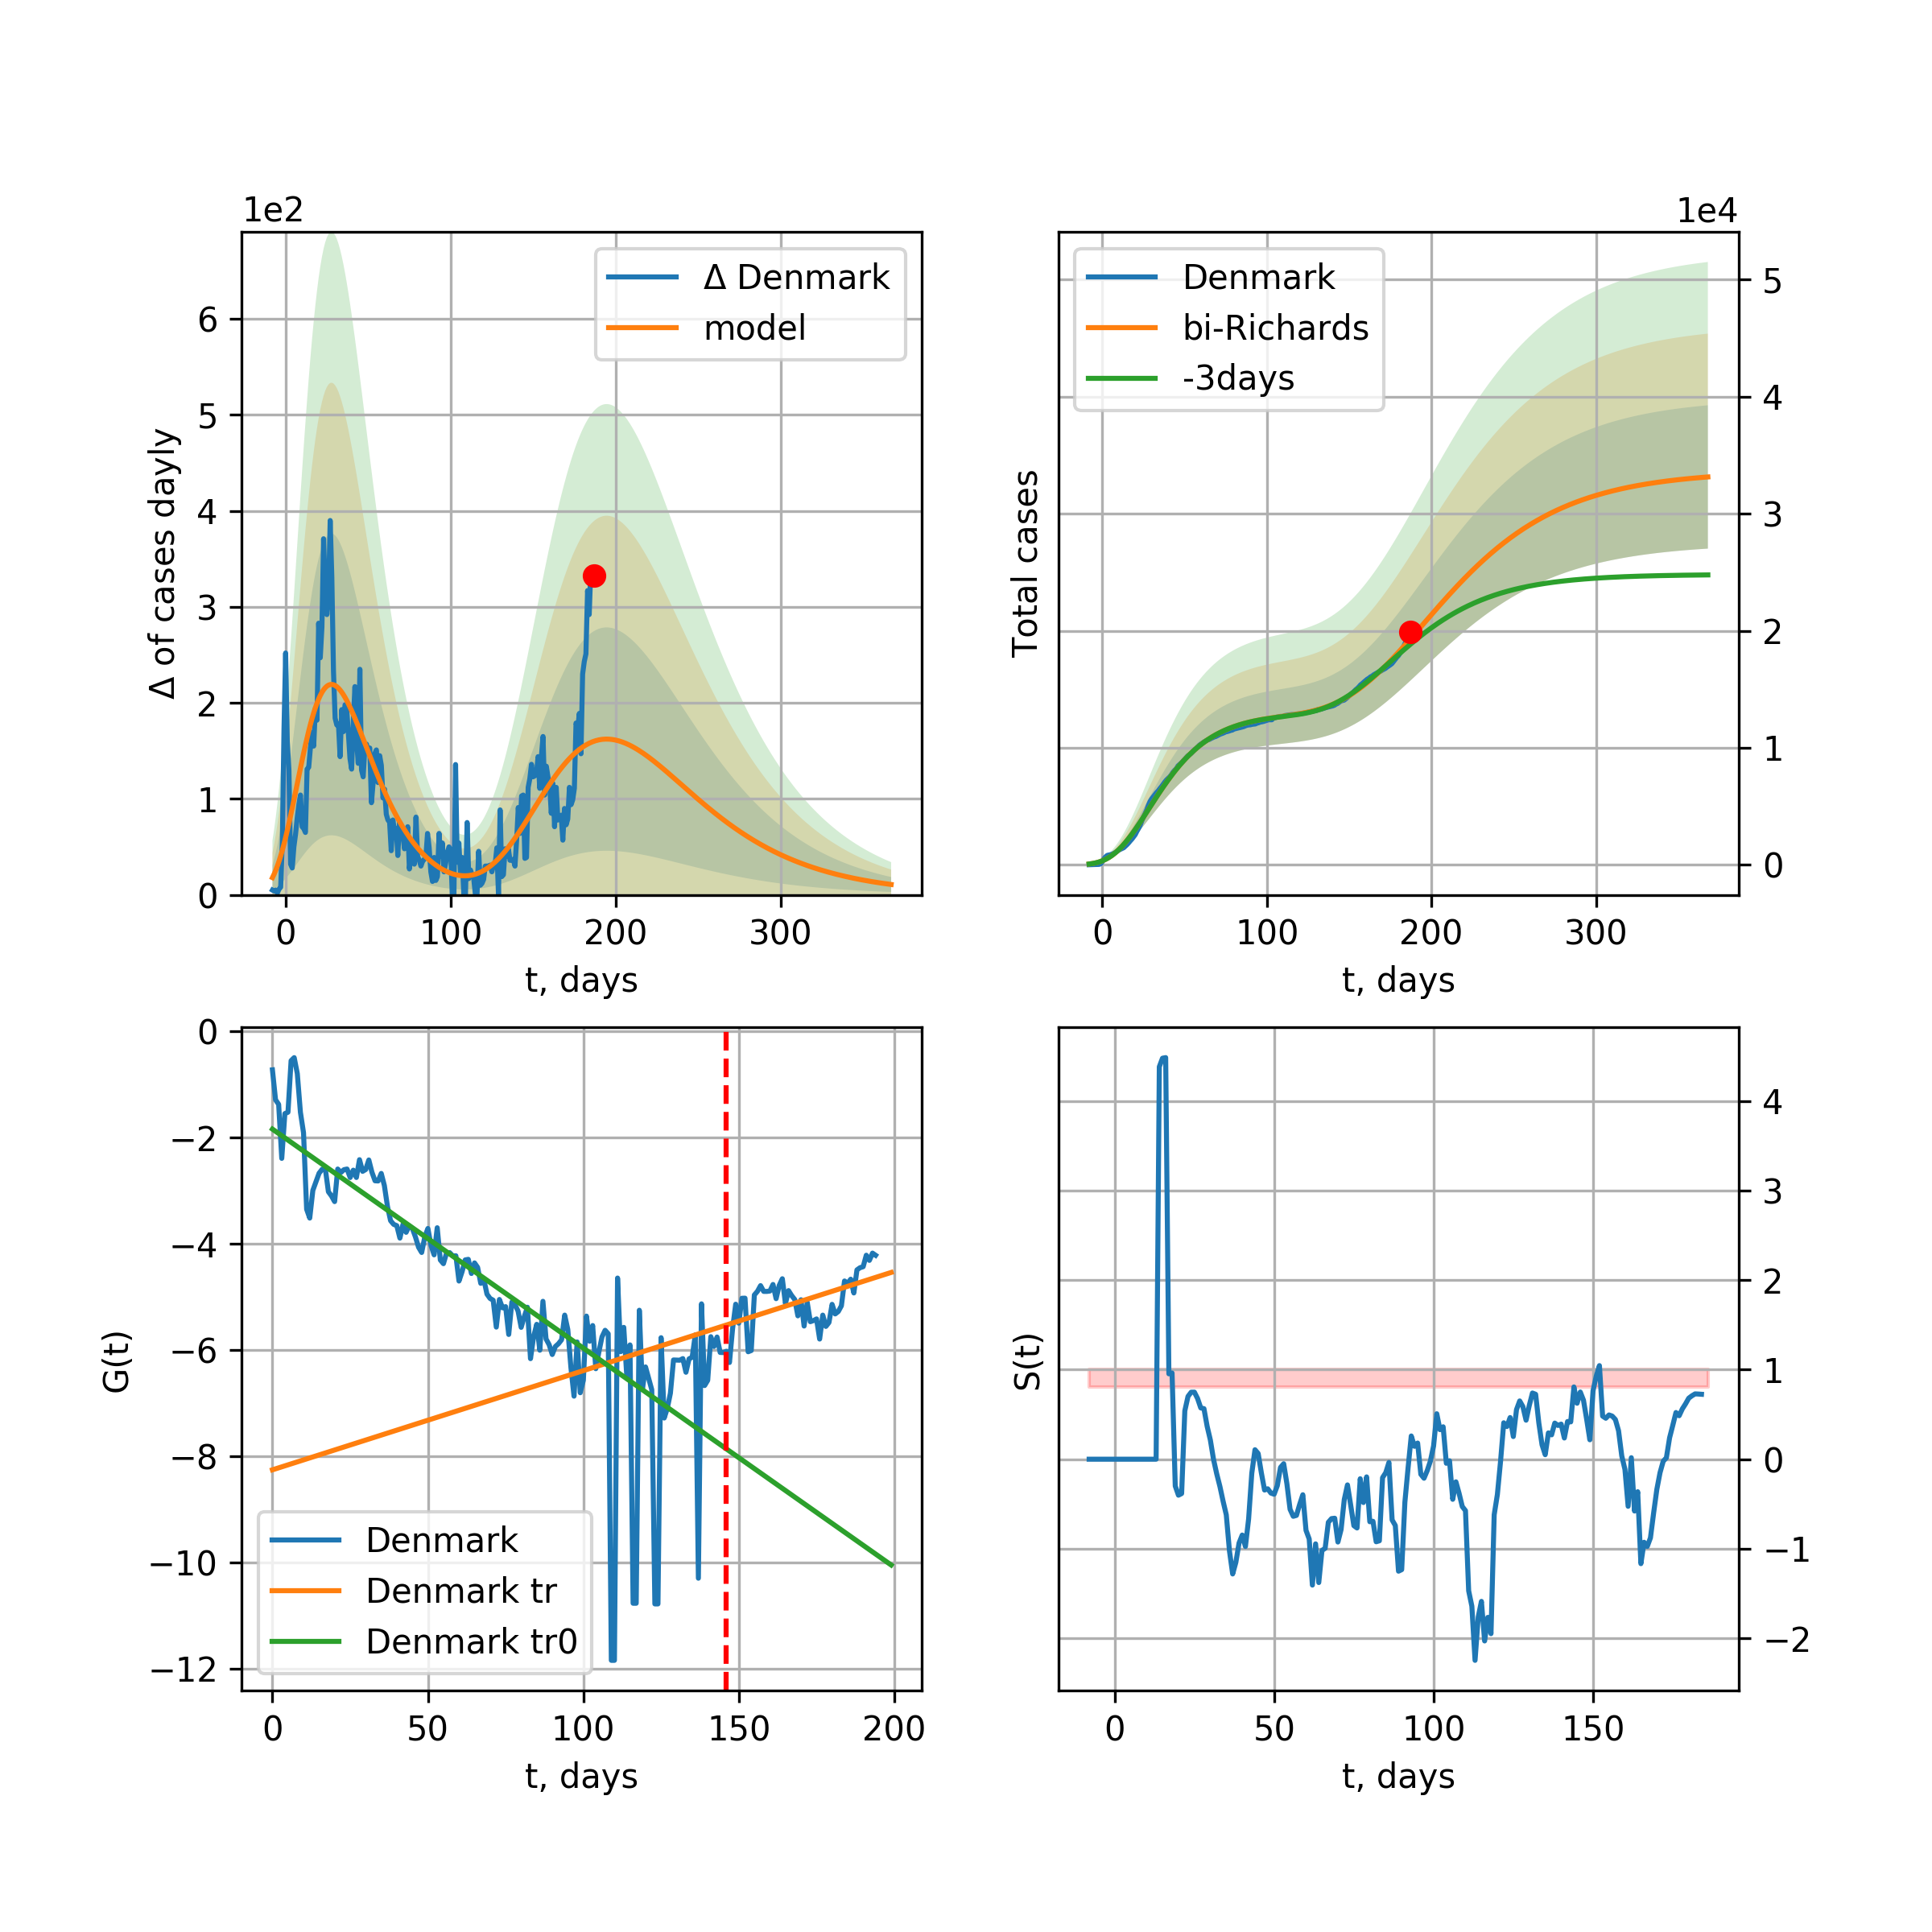 1e2
Δ Denmark
model
6
5
4
3
2
1
0
Δ of cases dayly
0 100 200 300
t, days
1e4
Denmark
bi-Richards
-3days
5
4
3
2
1
0
Total cases
0 100 200 300
t, days
0
−2
−4
−6
−8
−10
−12
G(t)
Denmark
Denmark tr
Denmark tr0
0 50 100 150 200
t, days
4
3
2
1
0
−1
−2
S(t)
0 50 100 150
t, days